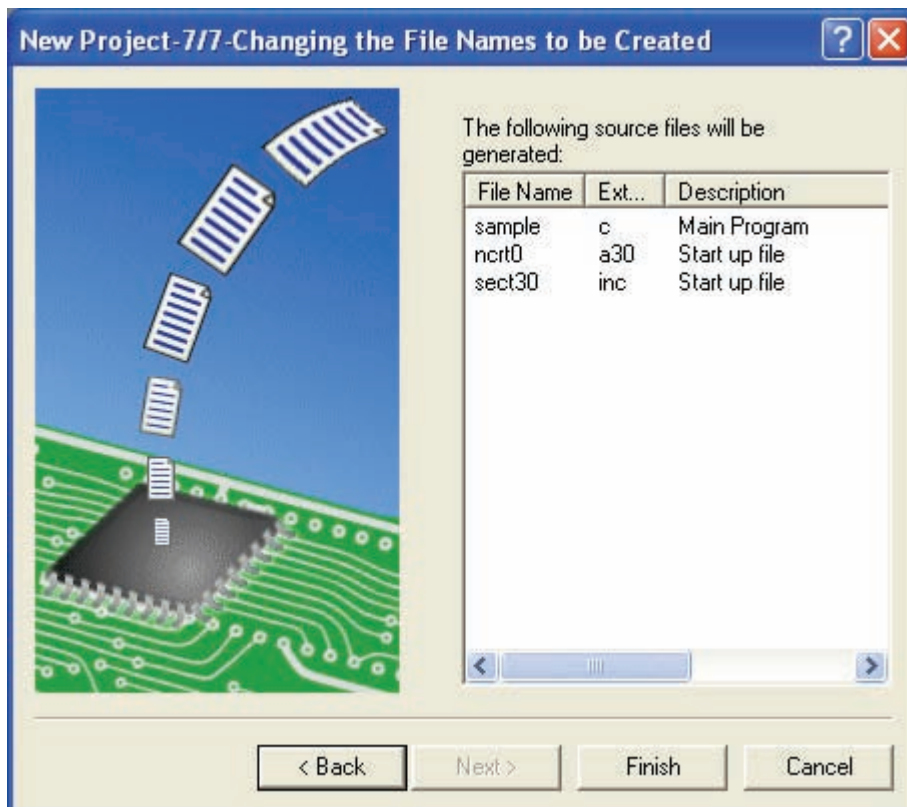 New Project-7/7-Changing the File Names to be Created
The following source files will be
generated:
File Name Ext... Description
sample c Main Program
ncrt0 a30 Start up file
sect30 inc Start up file
< Back Next > Finish Cancel